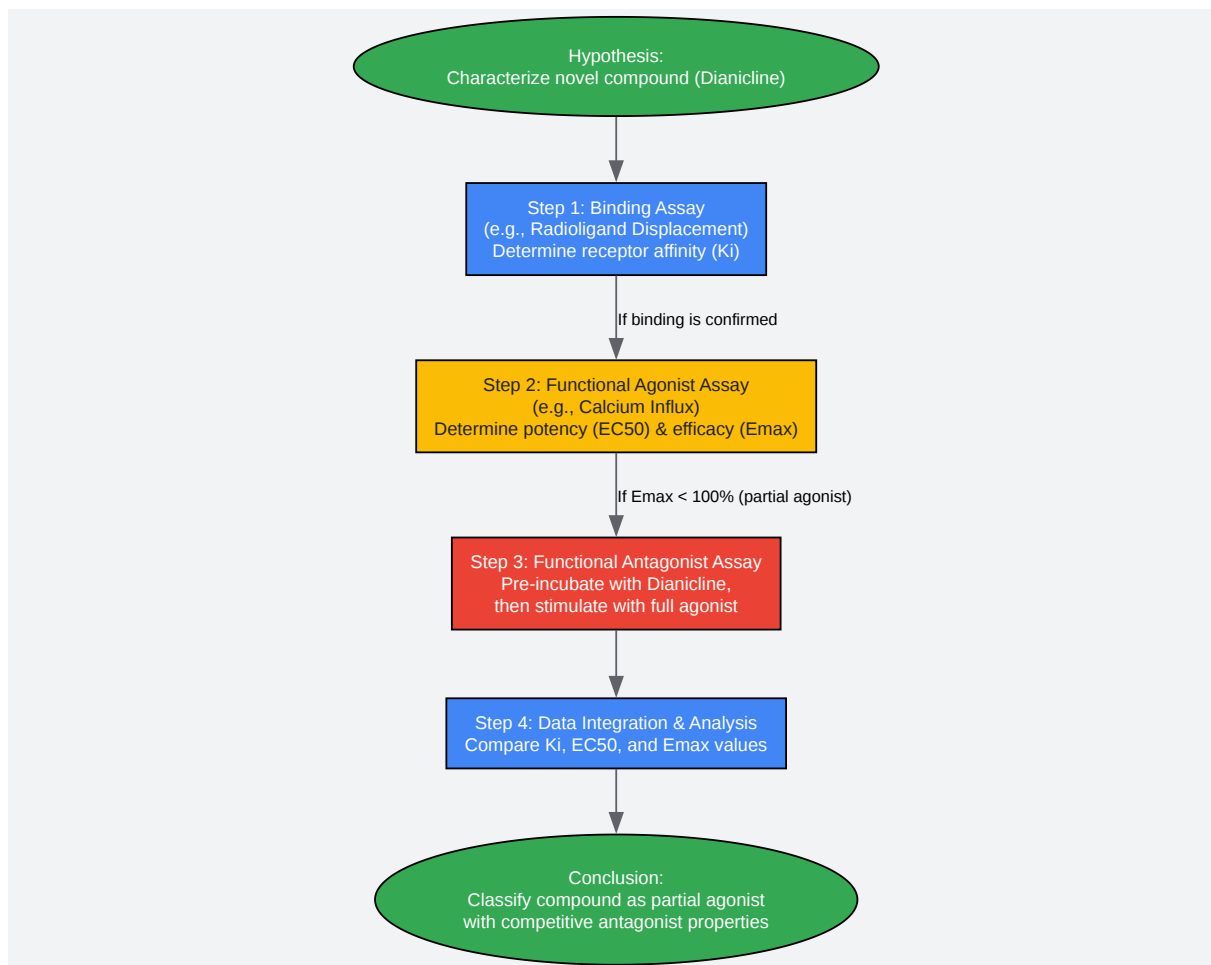 Hypothesis:
Characterize novel compound (Dianicline)
Step 1: Binding Assay
(e.g., Radioligand Displacement)
Determine receptor affinity (Ki)
If binding is confirmed
Step 2: Functional Agonist Assay
(e.g., Calcium Influx)
Determine potency (EC50) & efficacy (Emax)
If Emax < 100% (partial agonist)
Step 3: Functional Antagonist Assay
Pre-incubate with Dianicline,
then stimulate with full agonist
Step 4: Data Integration & Analysis
Compare Ki, EC50, and Emax values
Conclusion:
Classify compound as partial agonist
with competitive antagonist properties